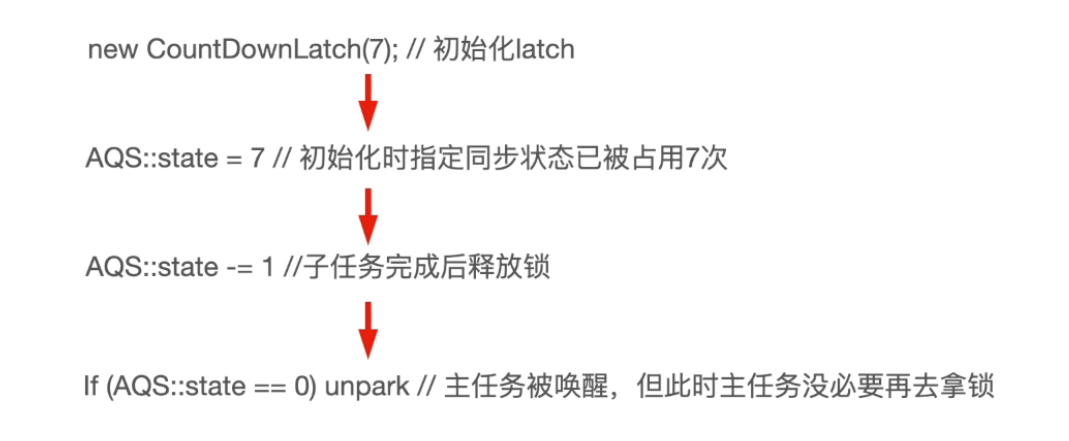 new CountDownLatch(7); // 初始化latch
AQS::state = 7 // 初始化时指定同步状态已被占用7次
AQS::state -= 1 //子任务完成后释放锁
If (AQS::state == 0) unpark // 主任务被唤醒，但此时主任务没必要再去拿锁